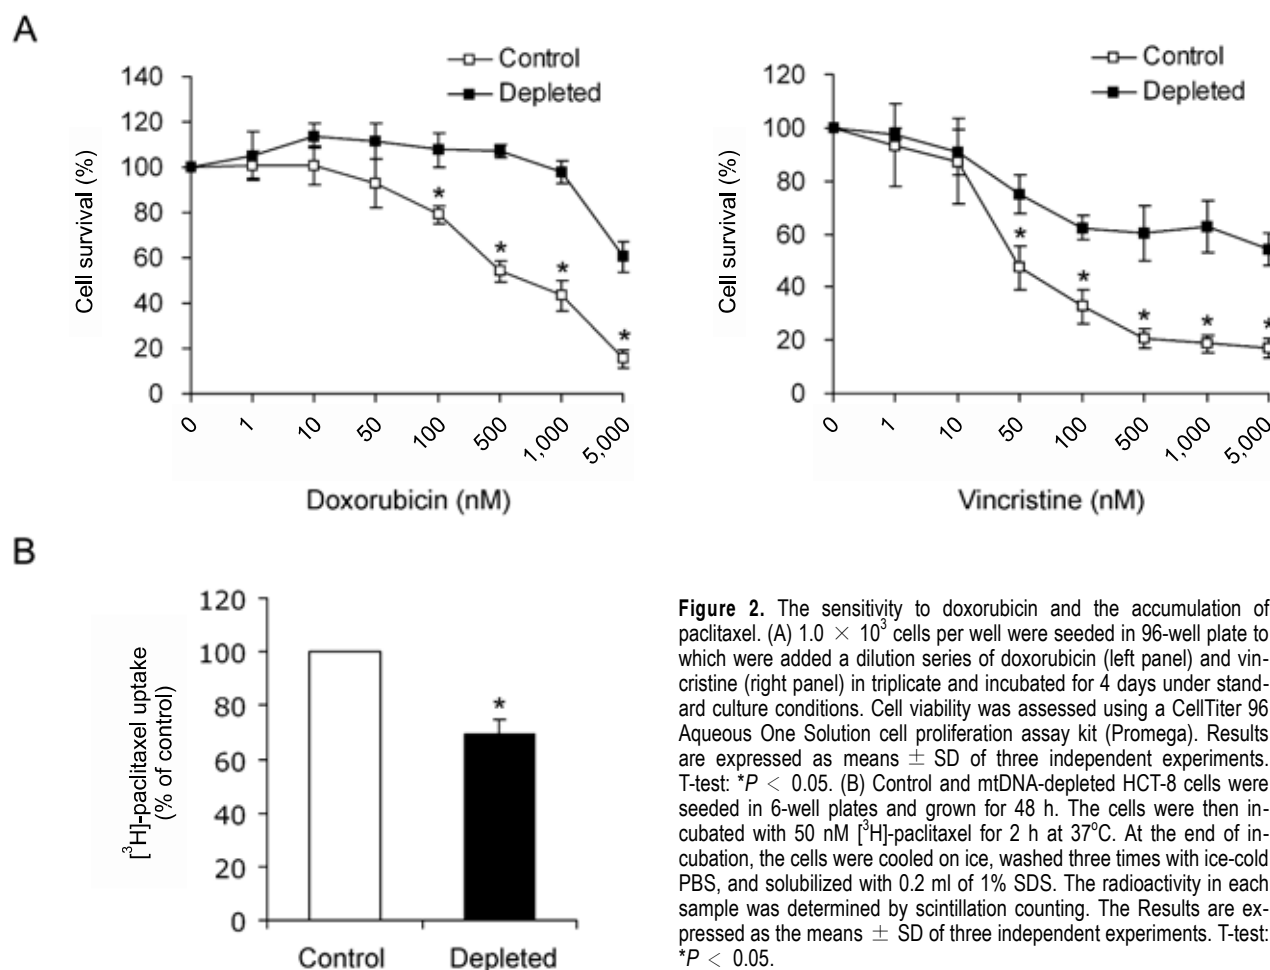 A
Control
Depleted
140
120
100
80
60
40
20
0
Cell survival (%)
0 1 10 50 100 500 1,000 5,000
Doxorubicin (nM)
* * * *
Control
Depleted
120
100
80
60
40
20
0
Cell survival (%)
0 1 10 50 100 500 1,000 5,000
Vincristine (nM)
* * * * *
B
120
100
80
60
40
20
0
[³H]-paclitaxel uptake
(% of control)
*
Control Depleted
Figure 2. The sensitivity to doxorubicin and the accumulation of
paclitaxel. (A) 1.0 × 10³ cells per well were seeded in 96-well plate to
which were added a dilution series of doxorubicin (left panel) and vin-
cristine (right panel) in triplicate and incubated for 4 days under stand-
ard culture conditions. Cell viability was assessed using a CellTiter 96
Aqueous One Solution cell proliferation assay kit (Promega). Results
are expressed as means ± SD of three independent experiments.
T-test: *P < 0.05. (B) Control and mtDNA-depleted HCT-8 cells were
seeded in 6-well plates and grown for 48 h. The cells were then in-
cubated with 50 nM [³H]-paclitaxel for 2 h at 37°C. At the end of in-
cubation, the cells were cooled on ice, washed three times with ice-cold
PBS, and solubilized with 0.2 ml of 1% SDS. The radioactivity in each
sample was determined by scintillation counting. The Results are ex-
pressed as the means ± SD of three independent experiments. T-test:
*P < 0.05.